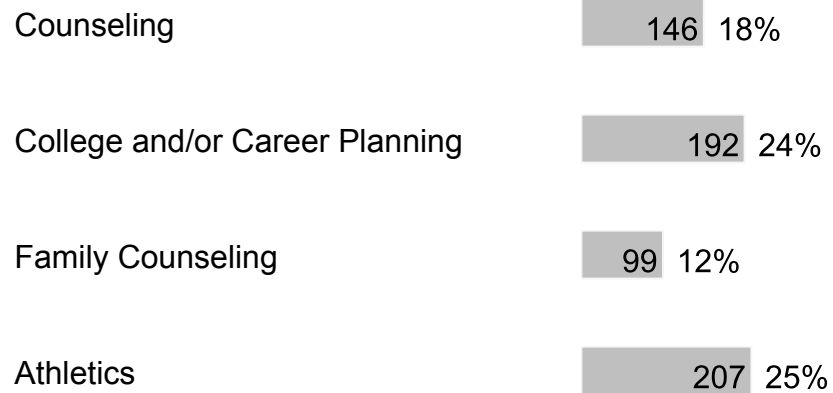 Counseling 146 18%
College and/or Career Planning 192 24%
Family Counseling 99 12%
Athletics 207 25%